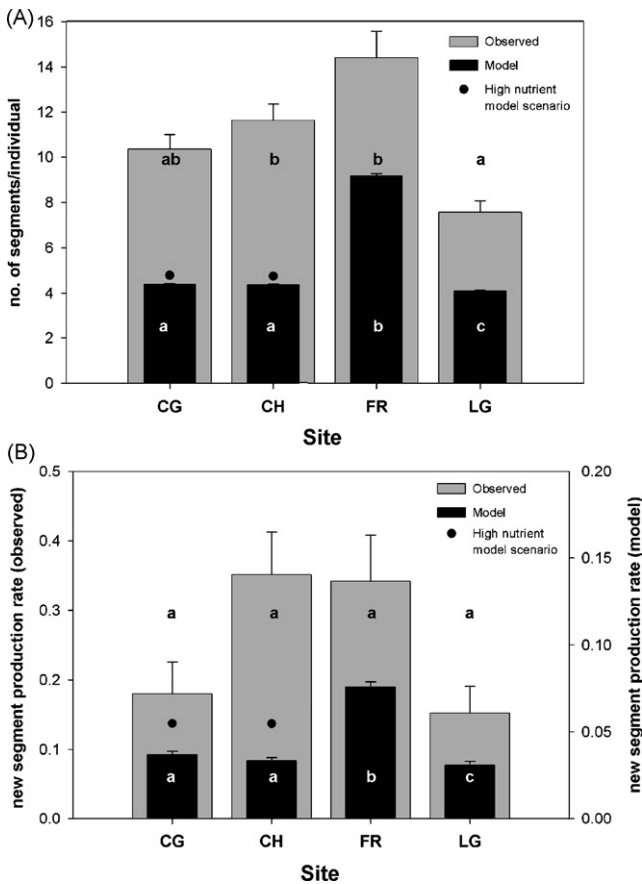 (A)
16
14
12
10
8
6
4
2
0
no. of segments/individual
Observed
Model
High nutrient
model scenario
ab
b
b
a
a
a
b
c
CG
CH
FR
LG
Site
(B)
0.5
0.4
0.3
0.2
0.1
0.0
new segment production rate (observed)
Observed
Model
High nutrient
model scenario
a
a
a
a
a
a
b
c
0.20
0.15
0.10
0.05
0.00
new segment production rate (model)
CG
CH
FR
LG
Site